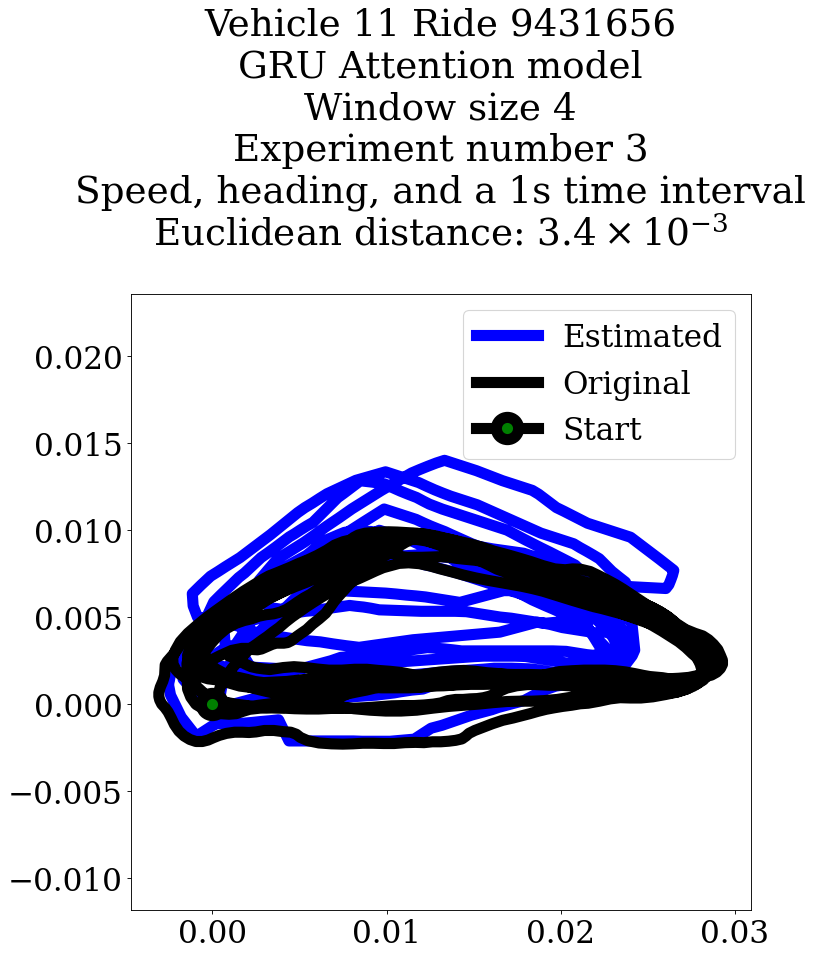 Vehicle 11 Ride 9431656
GRU Attention model
Window size 4
Experiment number 3
Speed, heading, and a 1s time interval
Euclidean distance: 3.4 × 10⁻³
Estimated
Original
Start
0.020
0.015
0.010
0.005
0.000
−0.005
−0.010
0.00 0.01 0.02 0.03